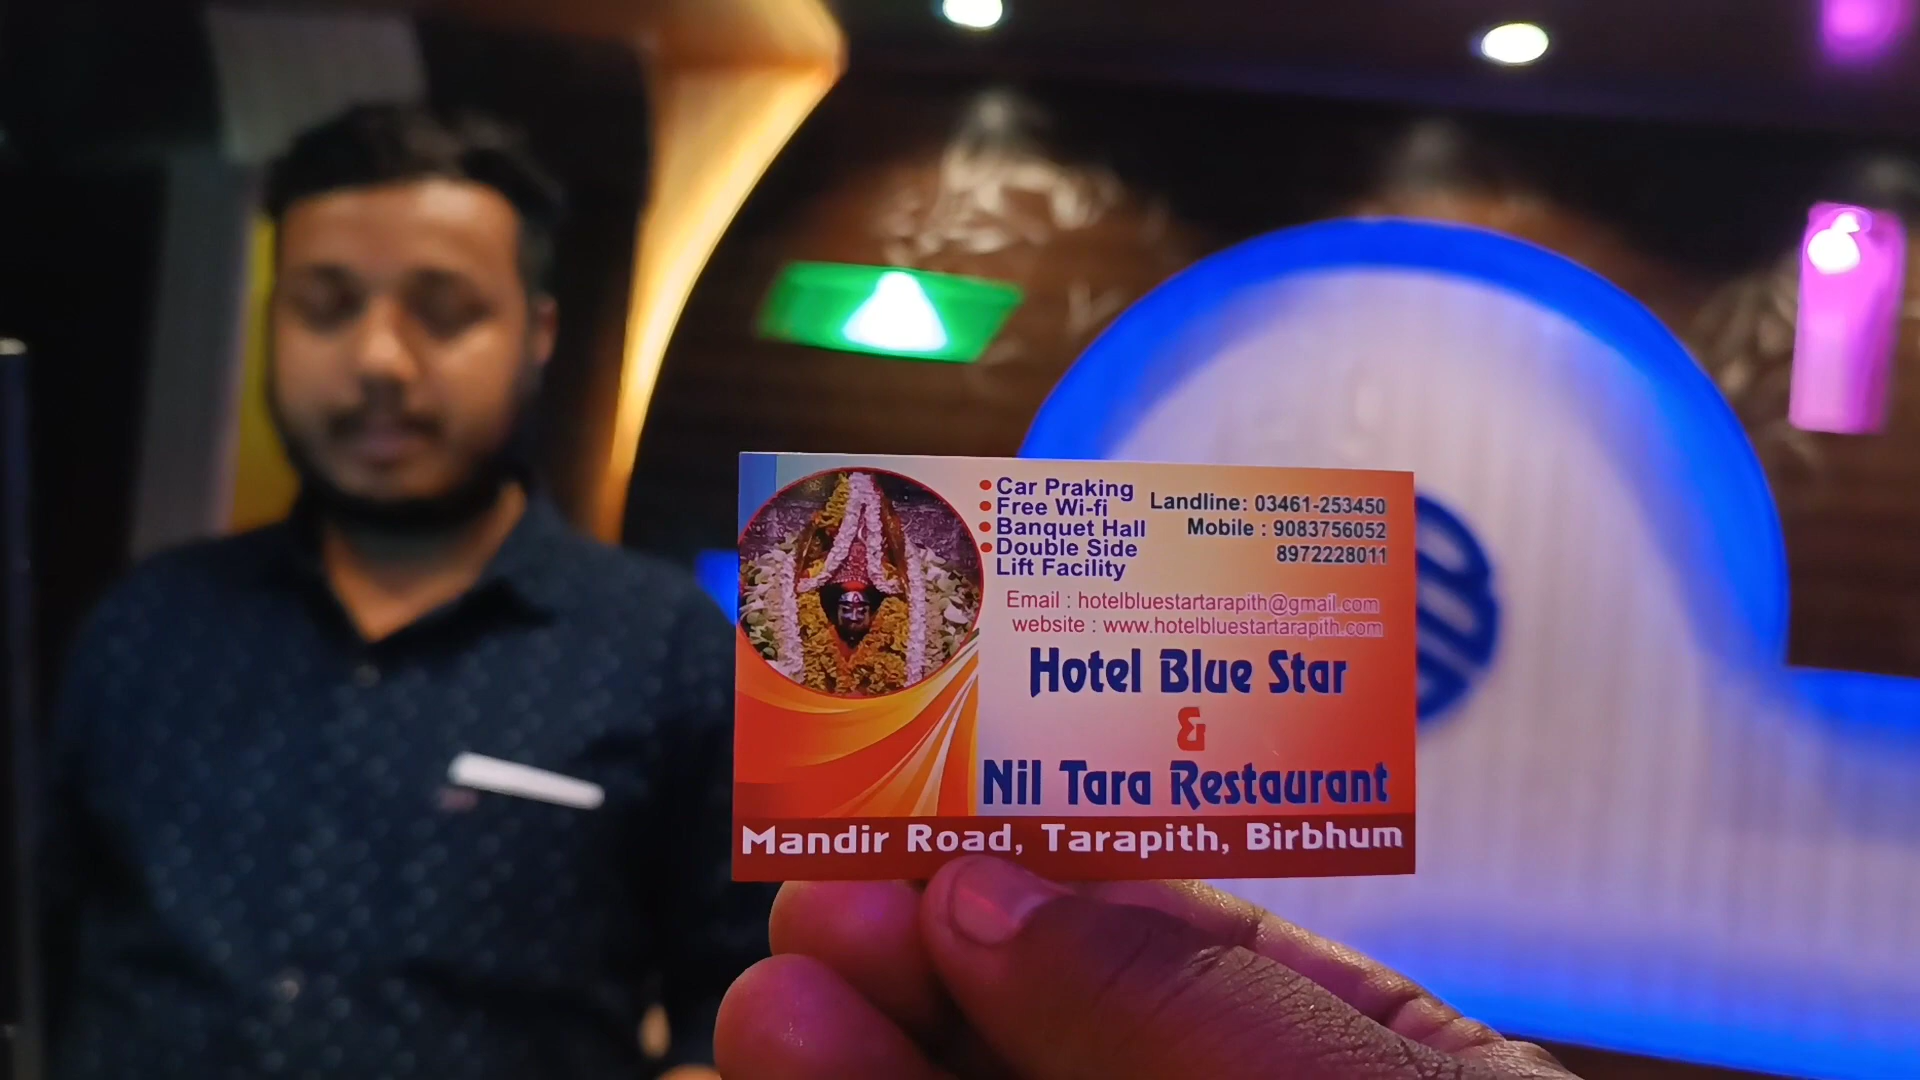 • Car Praking
• Free Wi-fi
• Banquet Hall
• Double Side
Lift Facility
Landline: 03461-253450
Mobile : 9083756052
8972228011
Email : hotelbluestartarapith@gmail.com
website : www.hotelbluestartarapith.com
Hotel Blue Star
&
Nil Tara Restaurant
Mandir Road, Tarapith, Birbhum